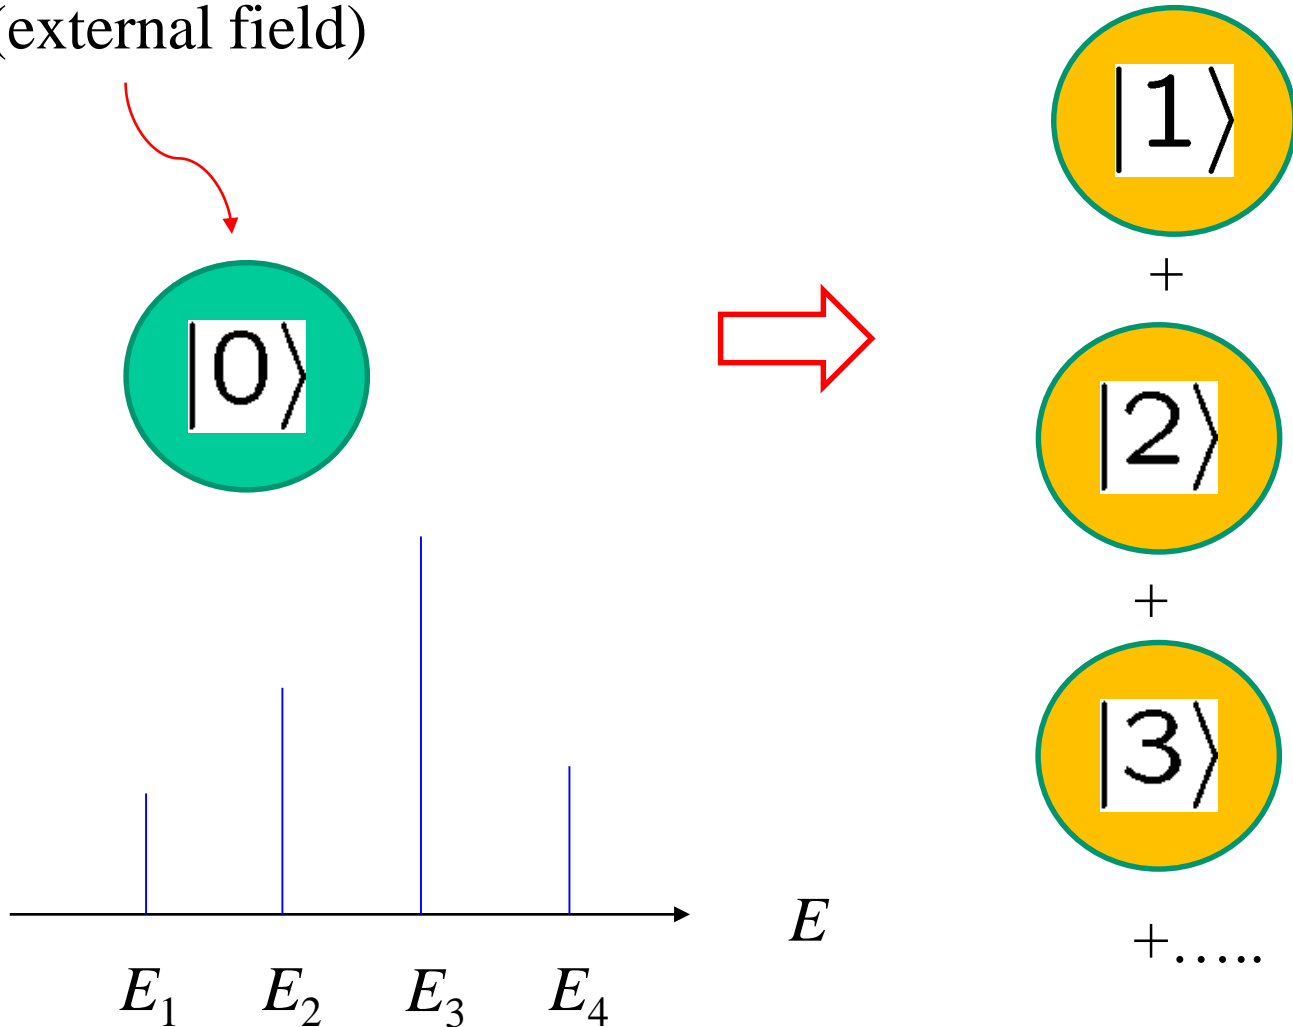 (external field)
|1⟩
+
|0⟩
|2⟩
+
|3⟩
E
+.....
E₁ E₂ E₃ E₄